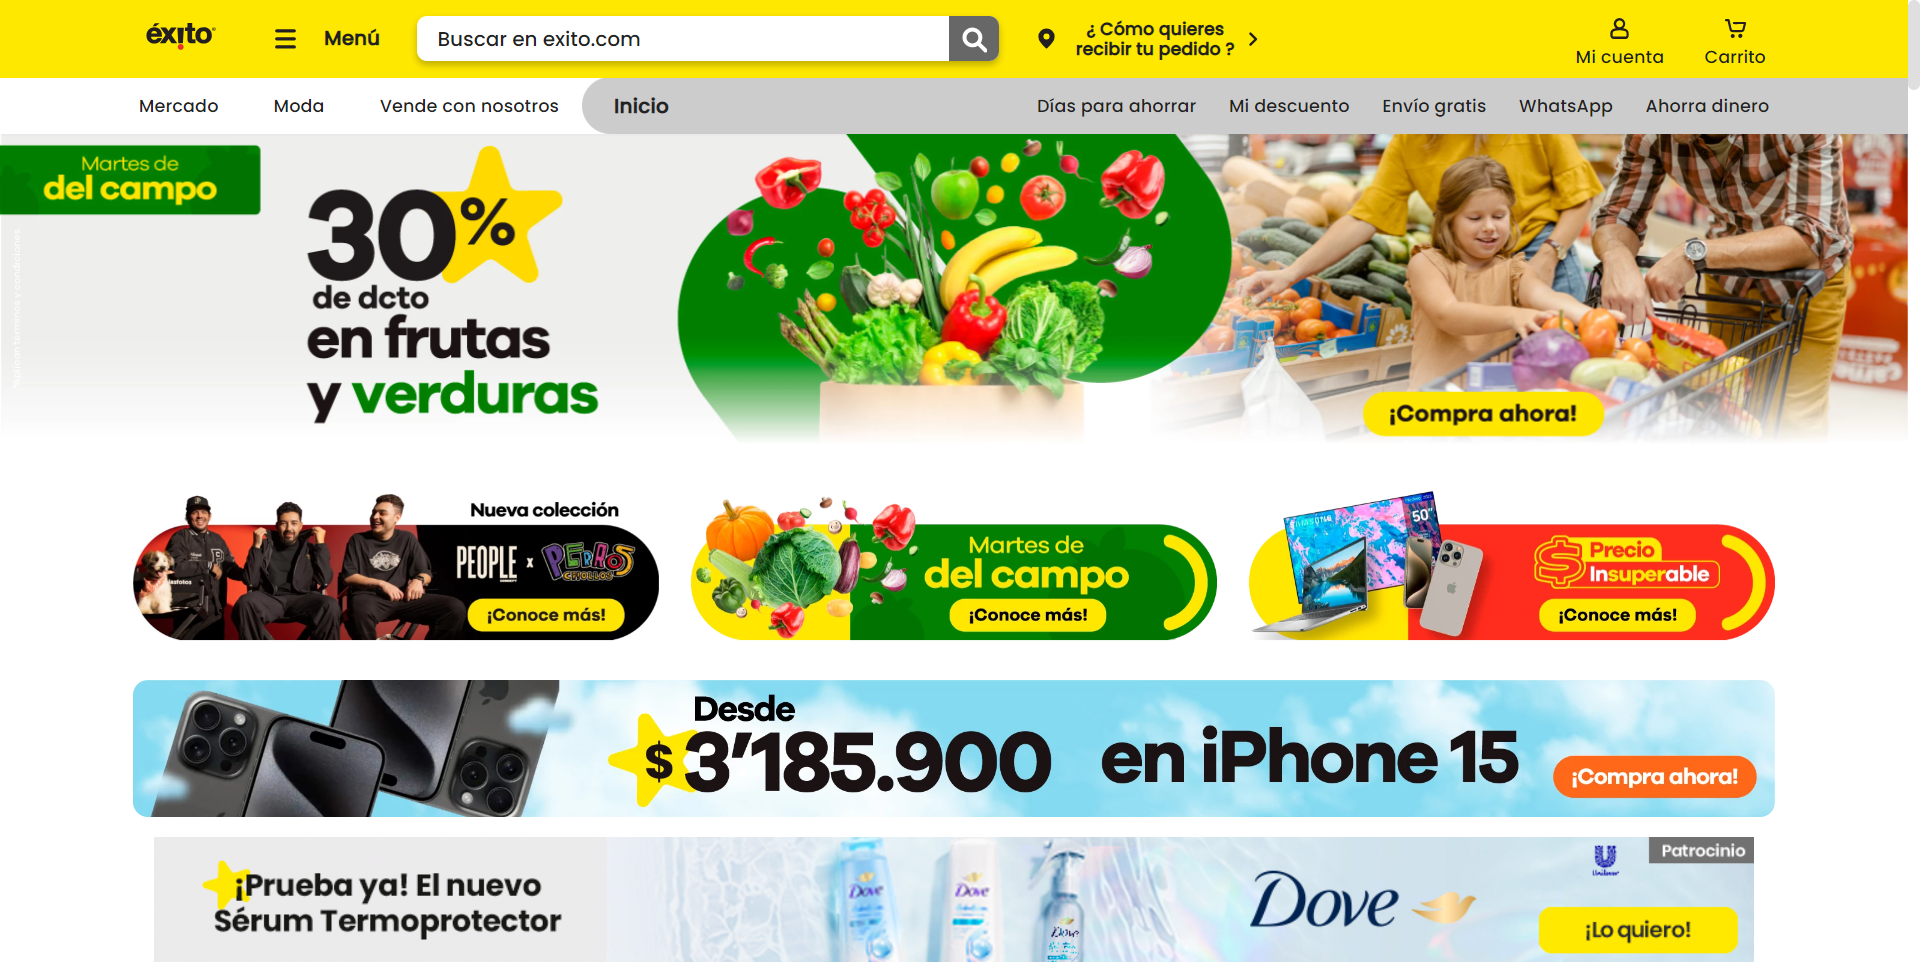 éxito
Menú
Buscar en exito.com
¿ Cómo quieres
recibir tu pedido ?
Mi cuenta
Carrito
Mercado
Moda
Vende con nosotros
Inicio
Días para ahorrar
Mi descuento
Envío gratis
WhatsApp
Ahorra dinero
Martes de
del campo
30%
de dcto
en frutas
y verduras
¡Compra ahora!
Nueva colección
PEOPLE x PERROS
CRIOLLOS
¡Conoce más!
Martes de
del campo
¡Conoce más!
SAMSUNG
50"
Precio
Insuperable
¡Conoce más!
Desde
$ 3'185.900 en iPhone 15
¡Compra ahora!
¡Prueba ya! El nuevo
Sérum Termoprotector
Dove
Dove
Dove
Dove
Unilever
Patrocinio
¡Lo quiero!